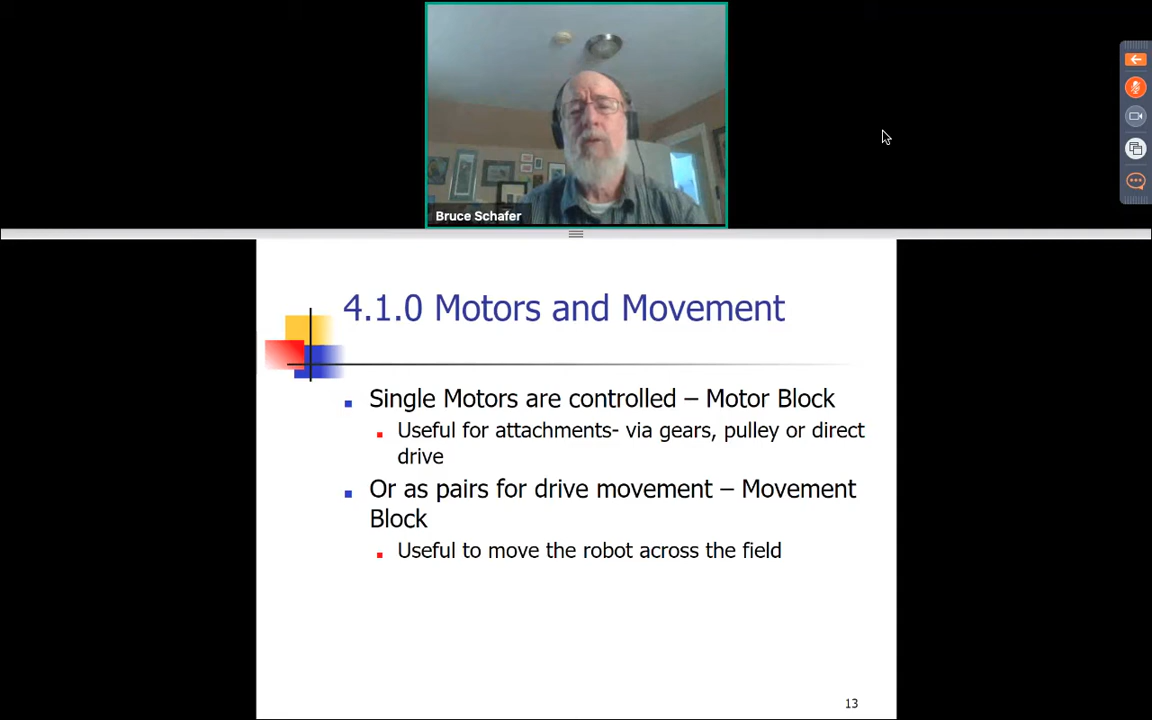 Bruce Schafer
4.1.0 Motors and Movement
Single Motors are controlled – Motor Block
Useful for attachments- via gears, pulley or direct
drive
Or as pairs for drive movement – Movement
Block
Useful to move the robot across the field
13